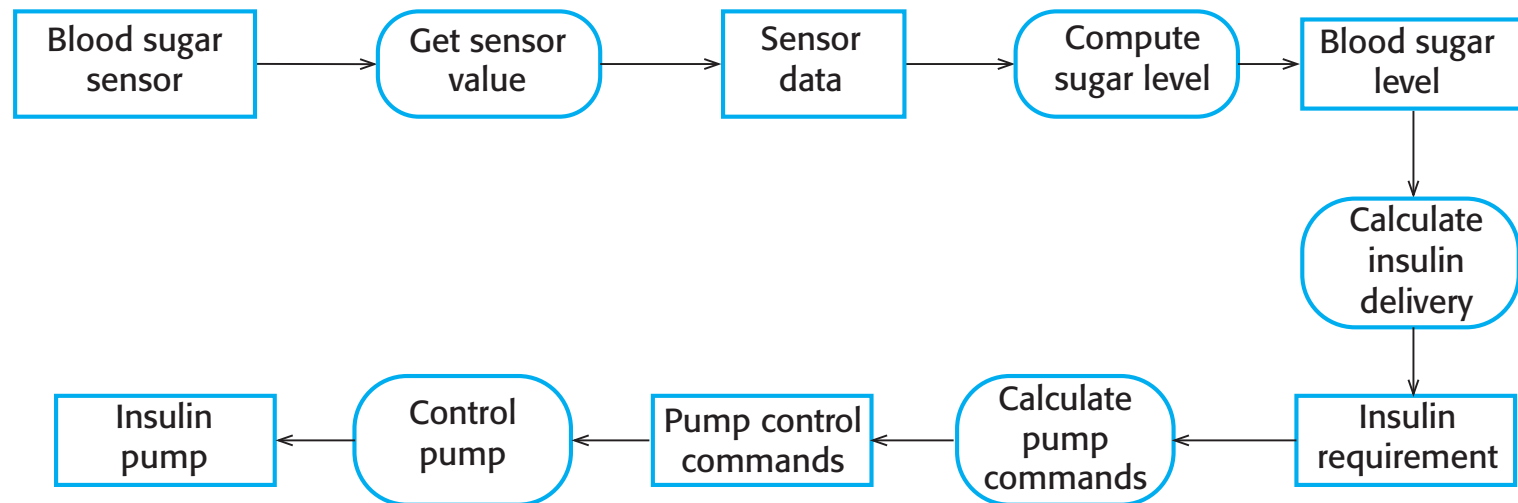 Blood sugar
sensor
Get sensor
value
Sensor
data
Compute
sugar level
Blood sugar
level
Calculate
insulin
delivery
Insulin
requirement
Calculate
pump
commands
Pump control
commands
Control
pump
Insulin
pump